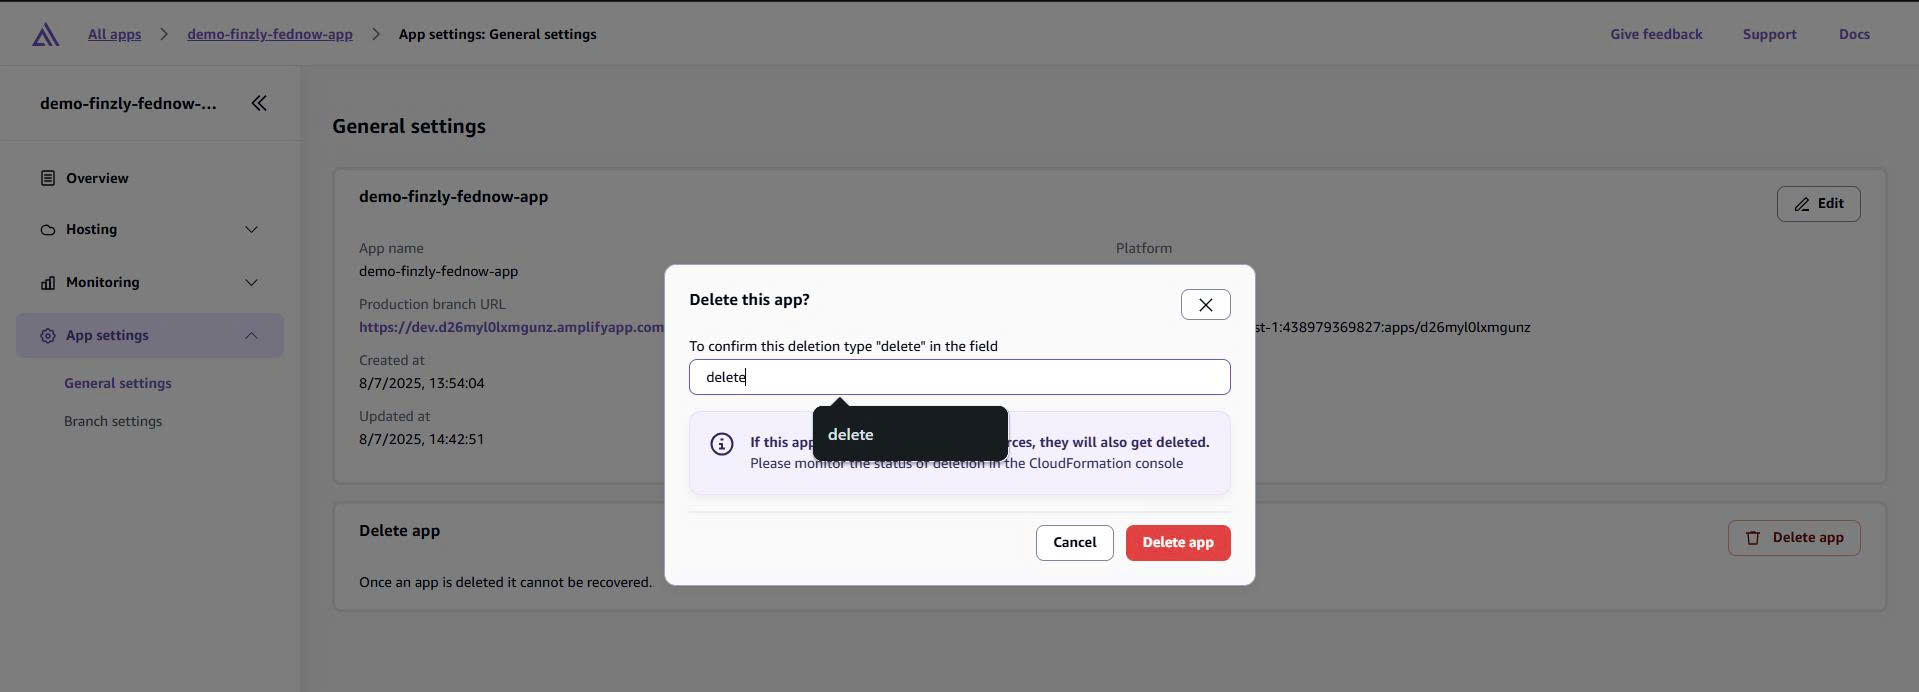 All apps
demo-finzly-fednow-app
App settings: General settings
Give feedback
Support
Docs
demo-finzly-fednow-...
Overview
Hosting
Monitoring
App settings
General settings
Branch settings
General settings
demo-finzly-fednow-app
Edit
App name
demo-finzly-fednow-app
Platform
Production branch URL
https://dev.d26myl0lxmgunz.amplifyapp.com
st-1:438979369827:apps/d26myl0lxmgunz
Created at
8/7/2025, 13:54:04
Updated at
8/7/2025, 14:42:51
Delete app
Delete app
Once an app is deleted it cannot be recovered.
Delete this app?
To confirm this deletion type "delete" in the field
delete
delete
If this app rces, they will also get deleted.
Please monitor the status of deletion in the CloudFormation console
Cancel
Delete app